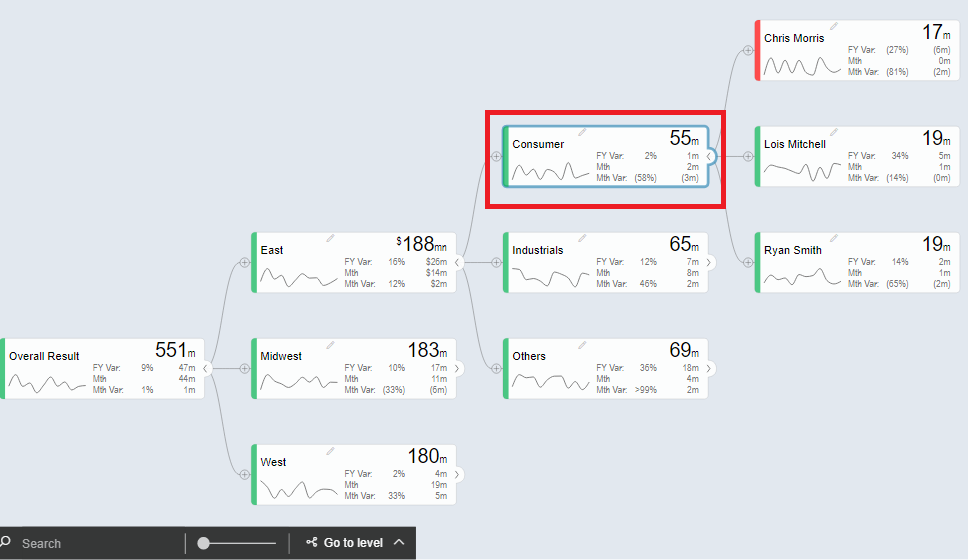 Chris Morris 17m
FY Var: (27%) (6m)
Mth 0m
Mth Var: (81%) (2m)
Consumer 55m
FY Var: 2% 1m
Mth 2m
Mth Var: (58%) (3m)
Lois Mitchell 19m
FY Var: 34% 5m
Mth 1m
Mth Var: (14%) (0m)
East $188mn
FY Var: 16% $26m
Mth $14m
Mth Var: 12% $2m
Industrials 65m
FY Var: 12% 7m
Mth 8m
Mth Var: 46% 2m
Ryan Smith 19m
FY Var: 14% 2m
Mth 1m
Mth Var: (65%) (2m)
Overall Result 551m
FY Var: 9% 47m
Mth 44m
Mth Var: 1% 1m
Midwest 183m
FY Var: 10% 17m
Mth 11m
Mth Var: (33%) (6m)
Others 69m
FY Var: 36% 18m
Mth 4m
Mth Var: >99% 2m
West 180m
FY Var: 2% 4m
Mth 19m
Mth Var: 33% 5m
Search Go to level